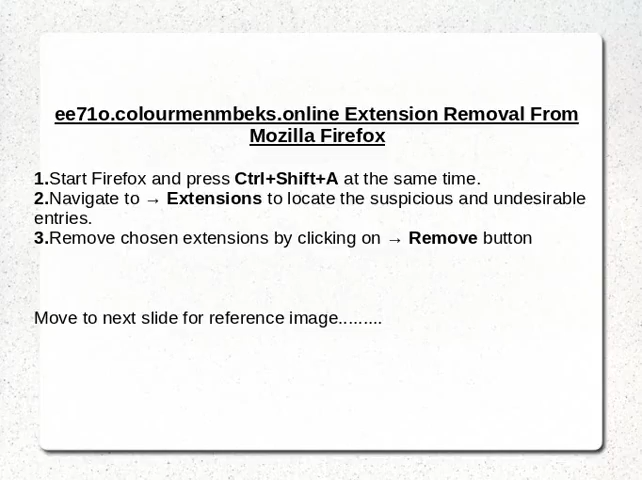 ee71o.colourmenmbeks.online Extension Removal From
Mozilla Firefox
1.Start Firefox and press Ctrl+Shift+A at the same time.
2.Navigate to → Extensions to locate the suspicious and undesirable
entries.
3.Remove chosen extensions by clicking on → Remove button
Move to next slide for reference image.........